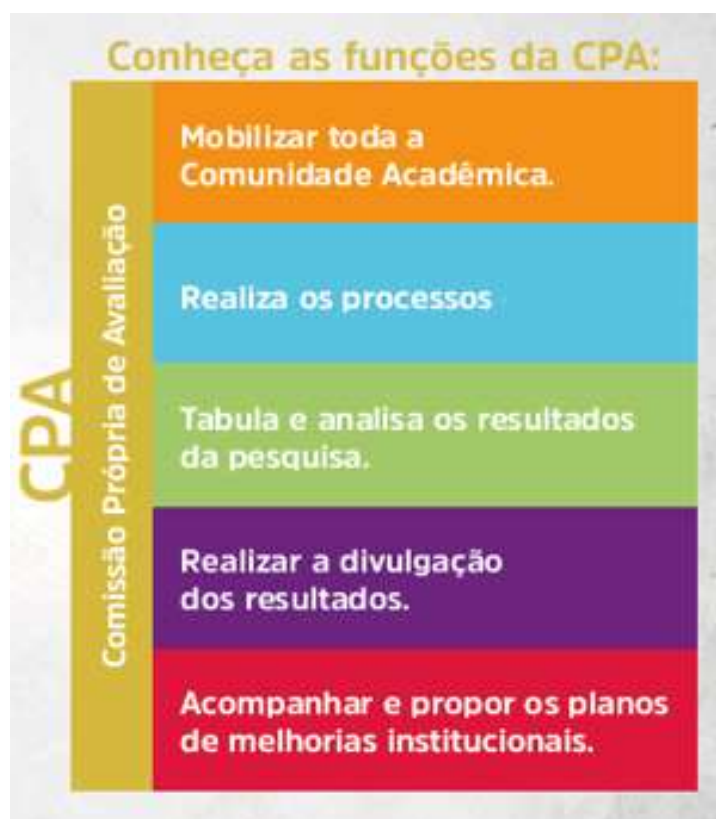 Conheça as funções da CPA:
CPA
Comissão Própria de Avaliação
Mobilizar toda a
Comunidade Acadêmica.
Realiza os processos
Tabula e analisa os resultados
da pesquisa.
Realizar a divulgação
dos resultados.
Acompanhar e propor os planos
de melhorias institucionais.